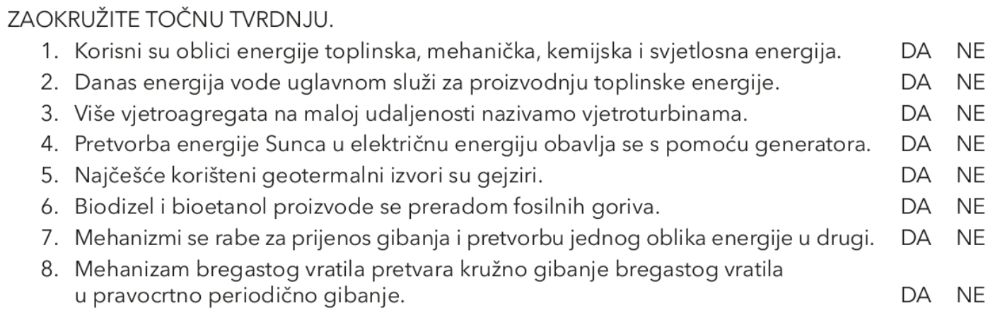 ZAOKRUŽITE TOČNU TVRDNJU.
1. Korisni su oblici energije toplinska, mehanička, kemijska i svjetlosna energija. DA NE
2. Danas energija vode uglavnom služi za proizvodnju toplinske energije. DA NE
3. Više vjetroagregata na maloj udaljenosti nazivamo vjetroturbinama. DA NE
4. Pretvorba energije Sunca u električnu energiju obavlja se s pomoću generatora. DA NE
5. Najčešće korišteni geotermalni izvori su gejziri. DA NE
6. Biodizel i bioetanol proizvode se preradom fosilnih goriva. DA NE
7. Mehanizmi se rabe za prijenos gibanja i pretvorbu jednog oblika energije u drugi. DA NE
8. Mehanizam bregastog vratila pretvara kružno gibanje bregastog vratila
u pravocrtno periodično gibanje. DA NE